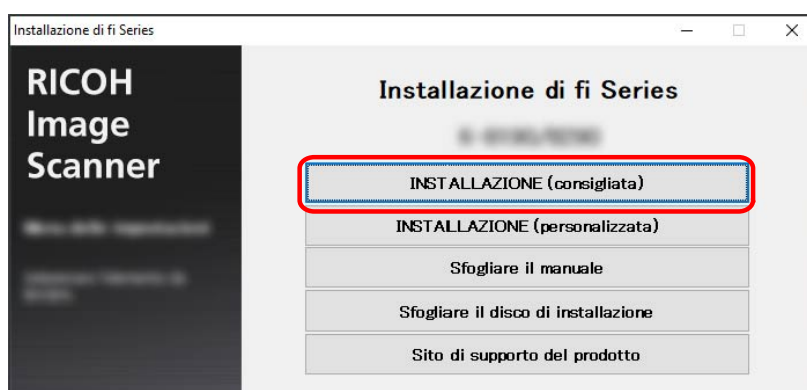 Installazione di fi Series
RICOH
Image
Scanner
Installazione di fi Series
INSTALLAZIONE (consigliata)
INSTALLAZIONE (personalizzata)
Sfogliare il manuale
Sfogliare il disco di installazione
Sito di supporto del prodotto